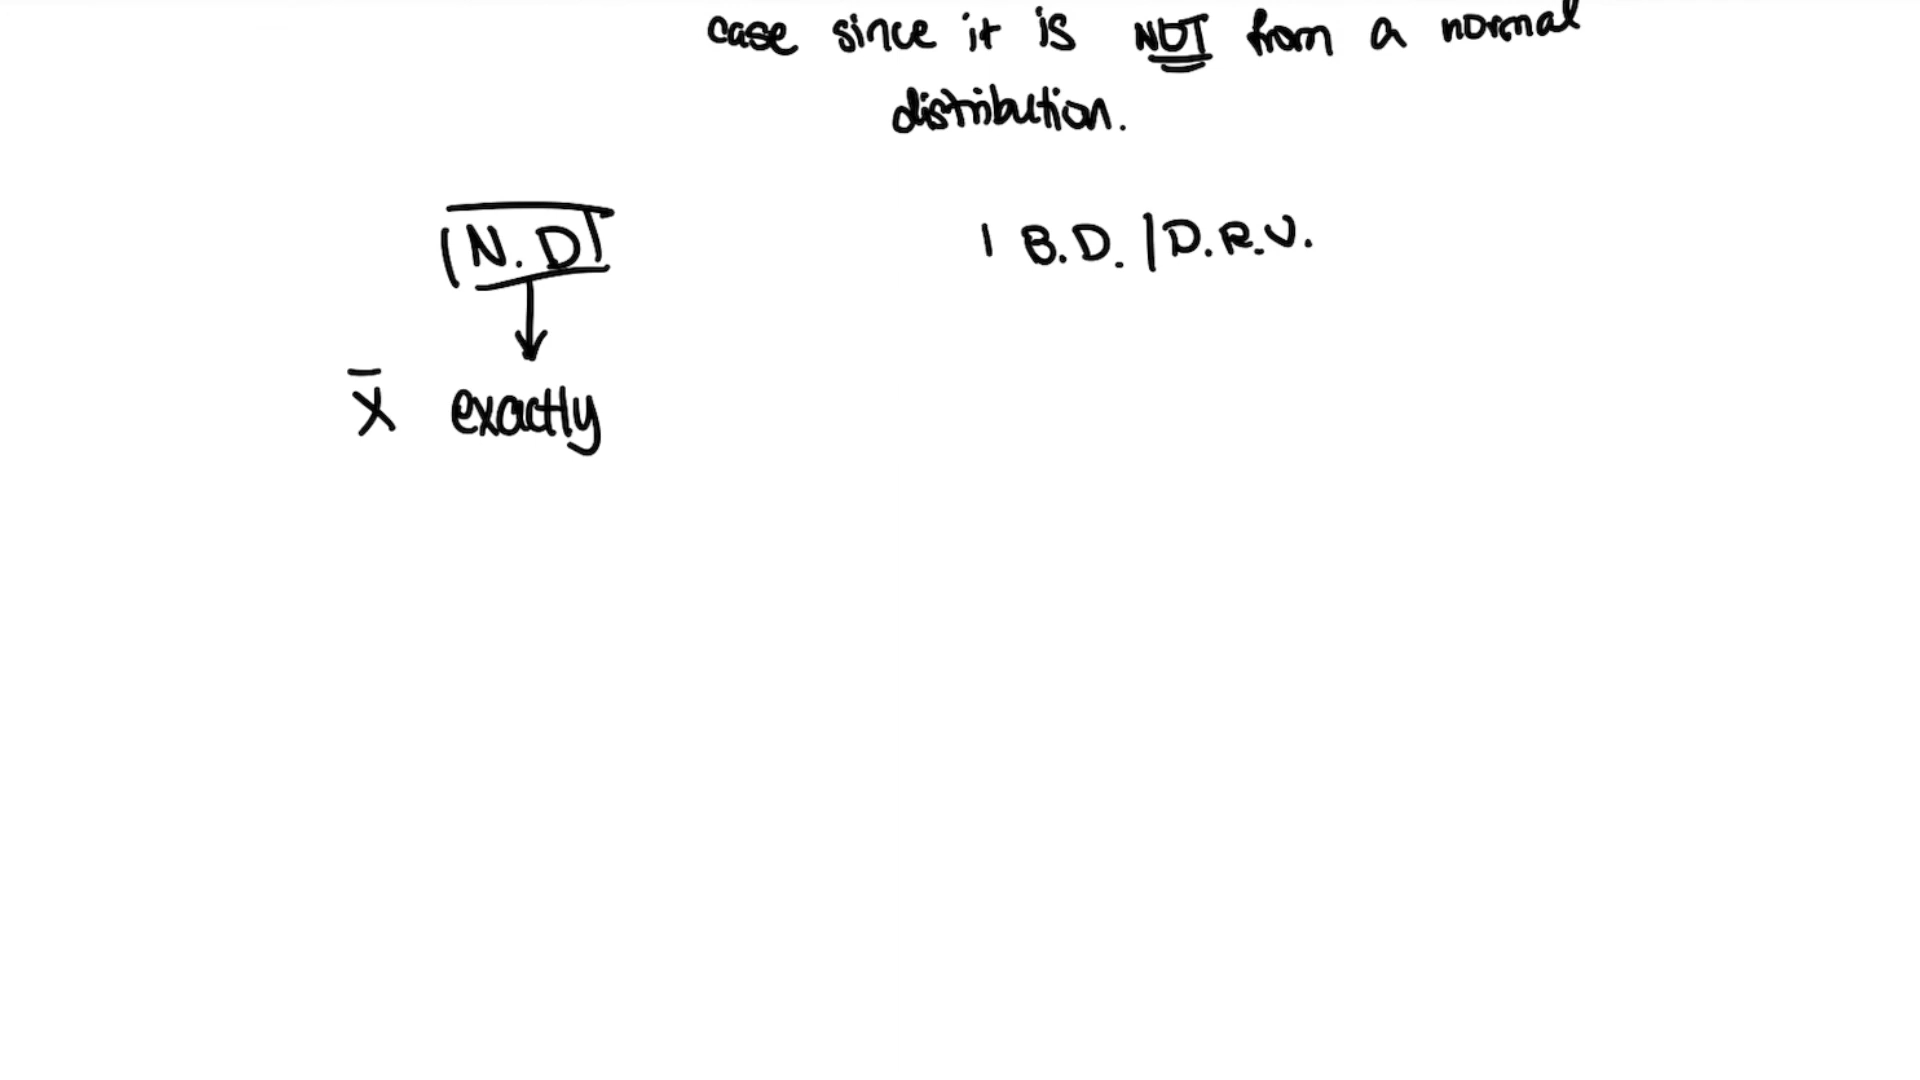 case since it is NOT from a normal
distribution.
N.D
B.D. | D.R.V.
x̄ exactly